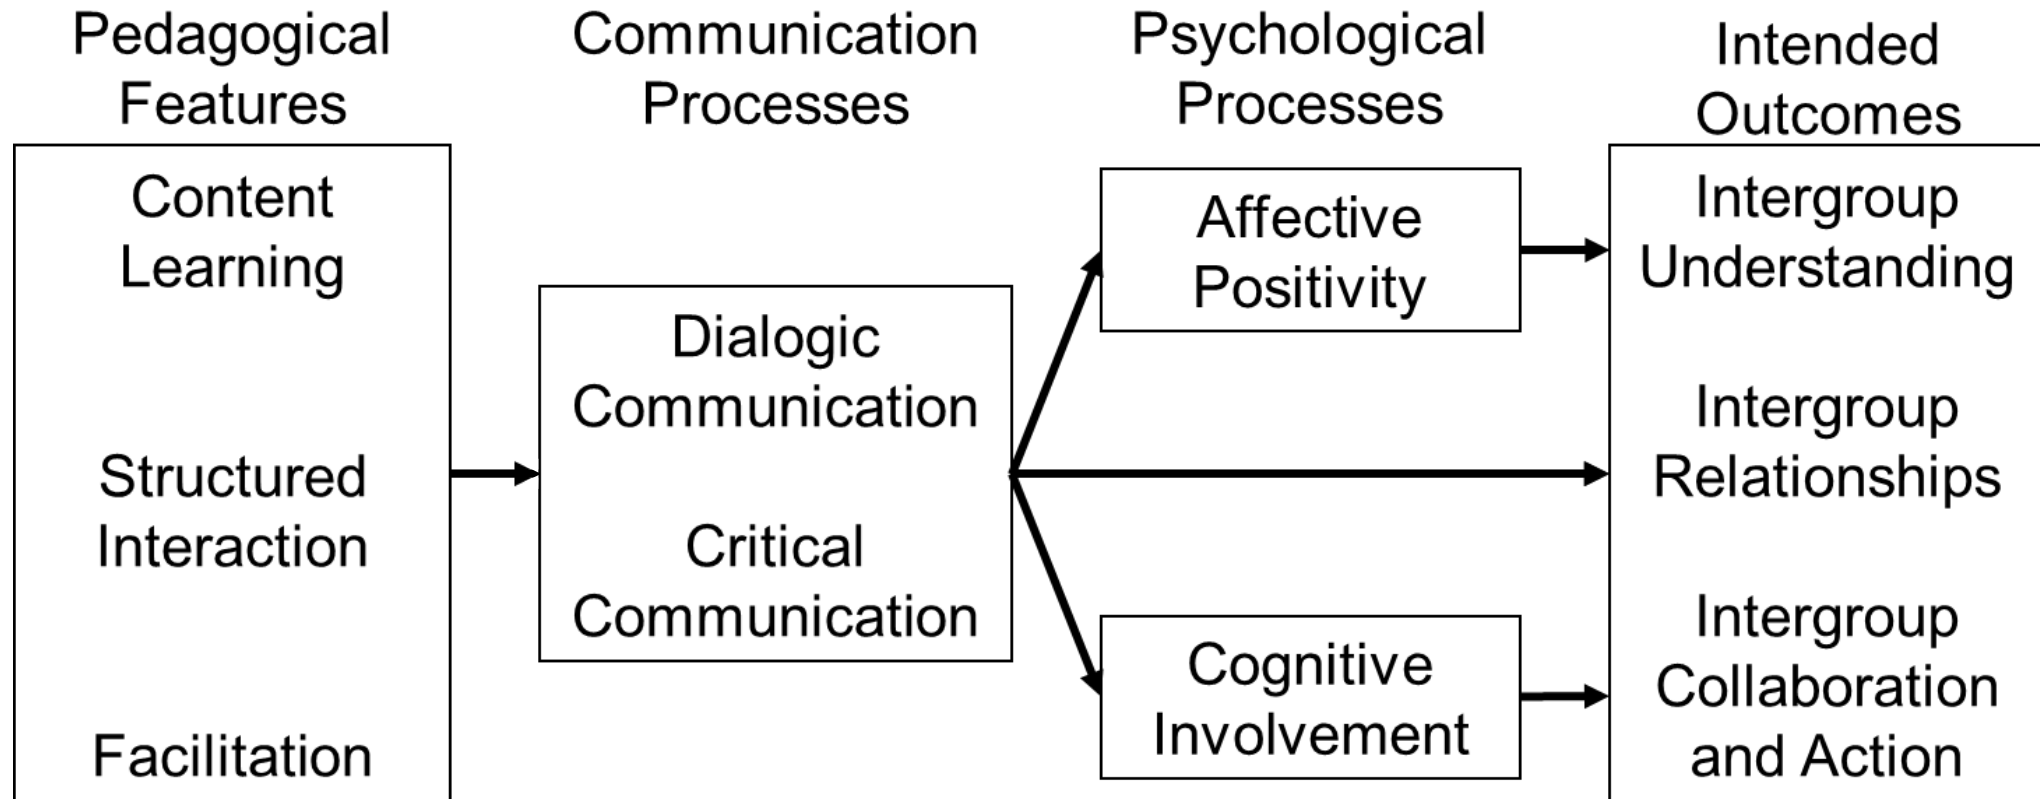 Pedagogical
Features
Communication
Processes
Psychological
Processes
Intended
Outcomes
Content
Learning
Structured
Interaction
Facilitation
Dialogic
Communication
Critical
Communication
Affective
Positivity
Cognitive
Involvement
Intergroup
Understanding
Intergroup
Relationships
Intergroup
Collaboration
and Action